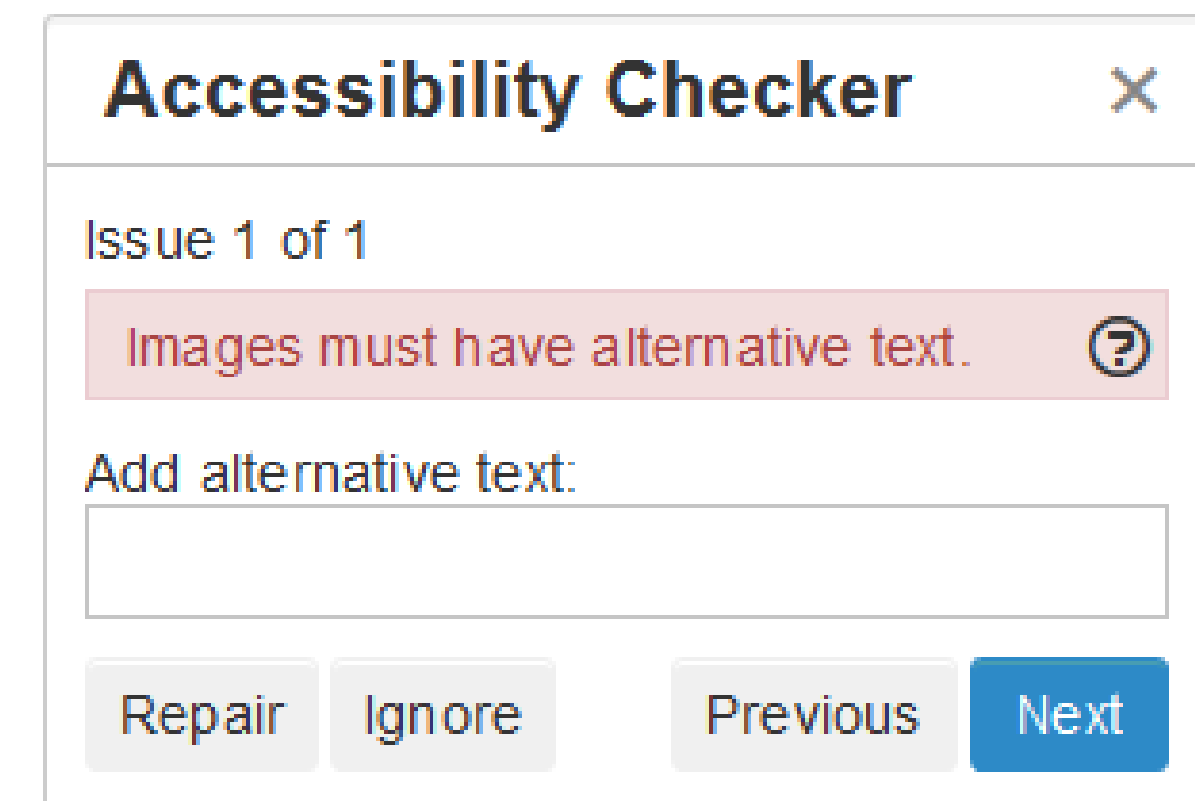 Accessibility Checker ×
Issue 1 of 1
Images must have alternative text. ?
Add alternative text:
Repair Ignore Previous Next